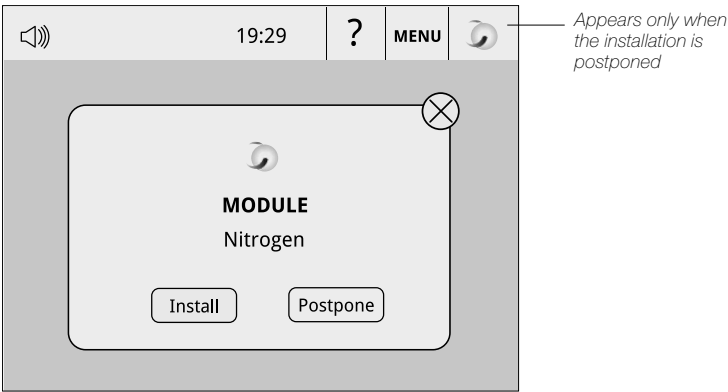 19:29 ? MENU
Appears only when
the installation is
postponed
MODULE
Nitrogen
Install Postpone